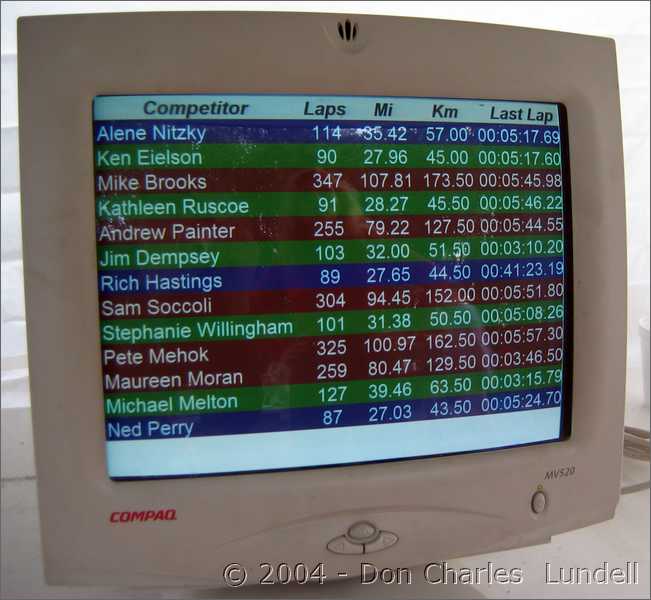 Competitor Laps Mi Km Last Lap
Alene Nitzky 114 35.42 57.00 00:05:17.69
Ken Eielson 90 27.96 45.00 00:05:17.60
Mike Brooks 347 107.81 173.50 00:05:45.98
Kathleen Ruscoe 91 28.27 45.50 00:05:46.22
Andrew Painter 255 79.22 127.50 00:05:44.55
Jim Dempsey 103 32.00 51.50 00:03:10.20
Rich Hastings 89 27.65 44.50 00:41:23.19
Sam Soccoli 304 94.45 152.00 00:05:51.80
Stephanie Willingham 101 31.38 50.50 00:05:08.26
Pete Mehok 325 100.97 162.50 00:05:57.30
Maureen Moran 259 80.47 129.50 00:03:46.50
Michael Melton 127 39.46 63.50 00:03:15.79
Ned Perry 87 27.03 43.50 00:05:24.70
MV520
COMPAQ
© 2004 - Don Charles Lundell